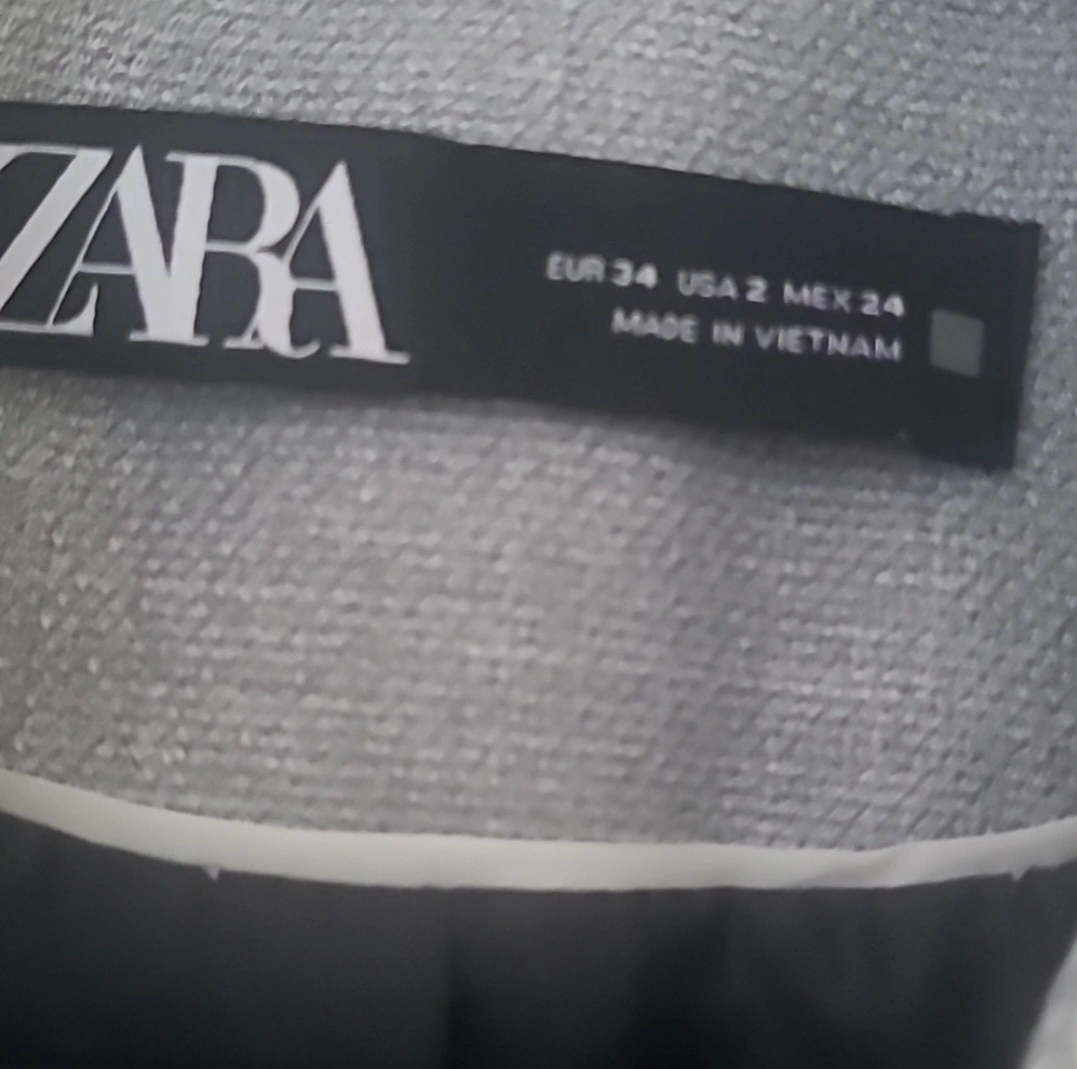 ZARA
EUR 34 USA 2 MEX 24
MADE IN VIETNAM